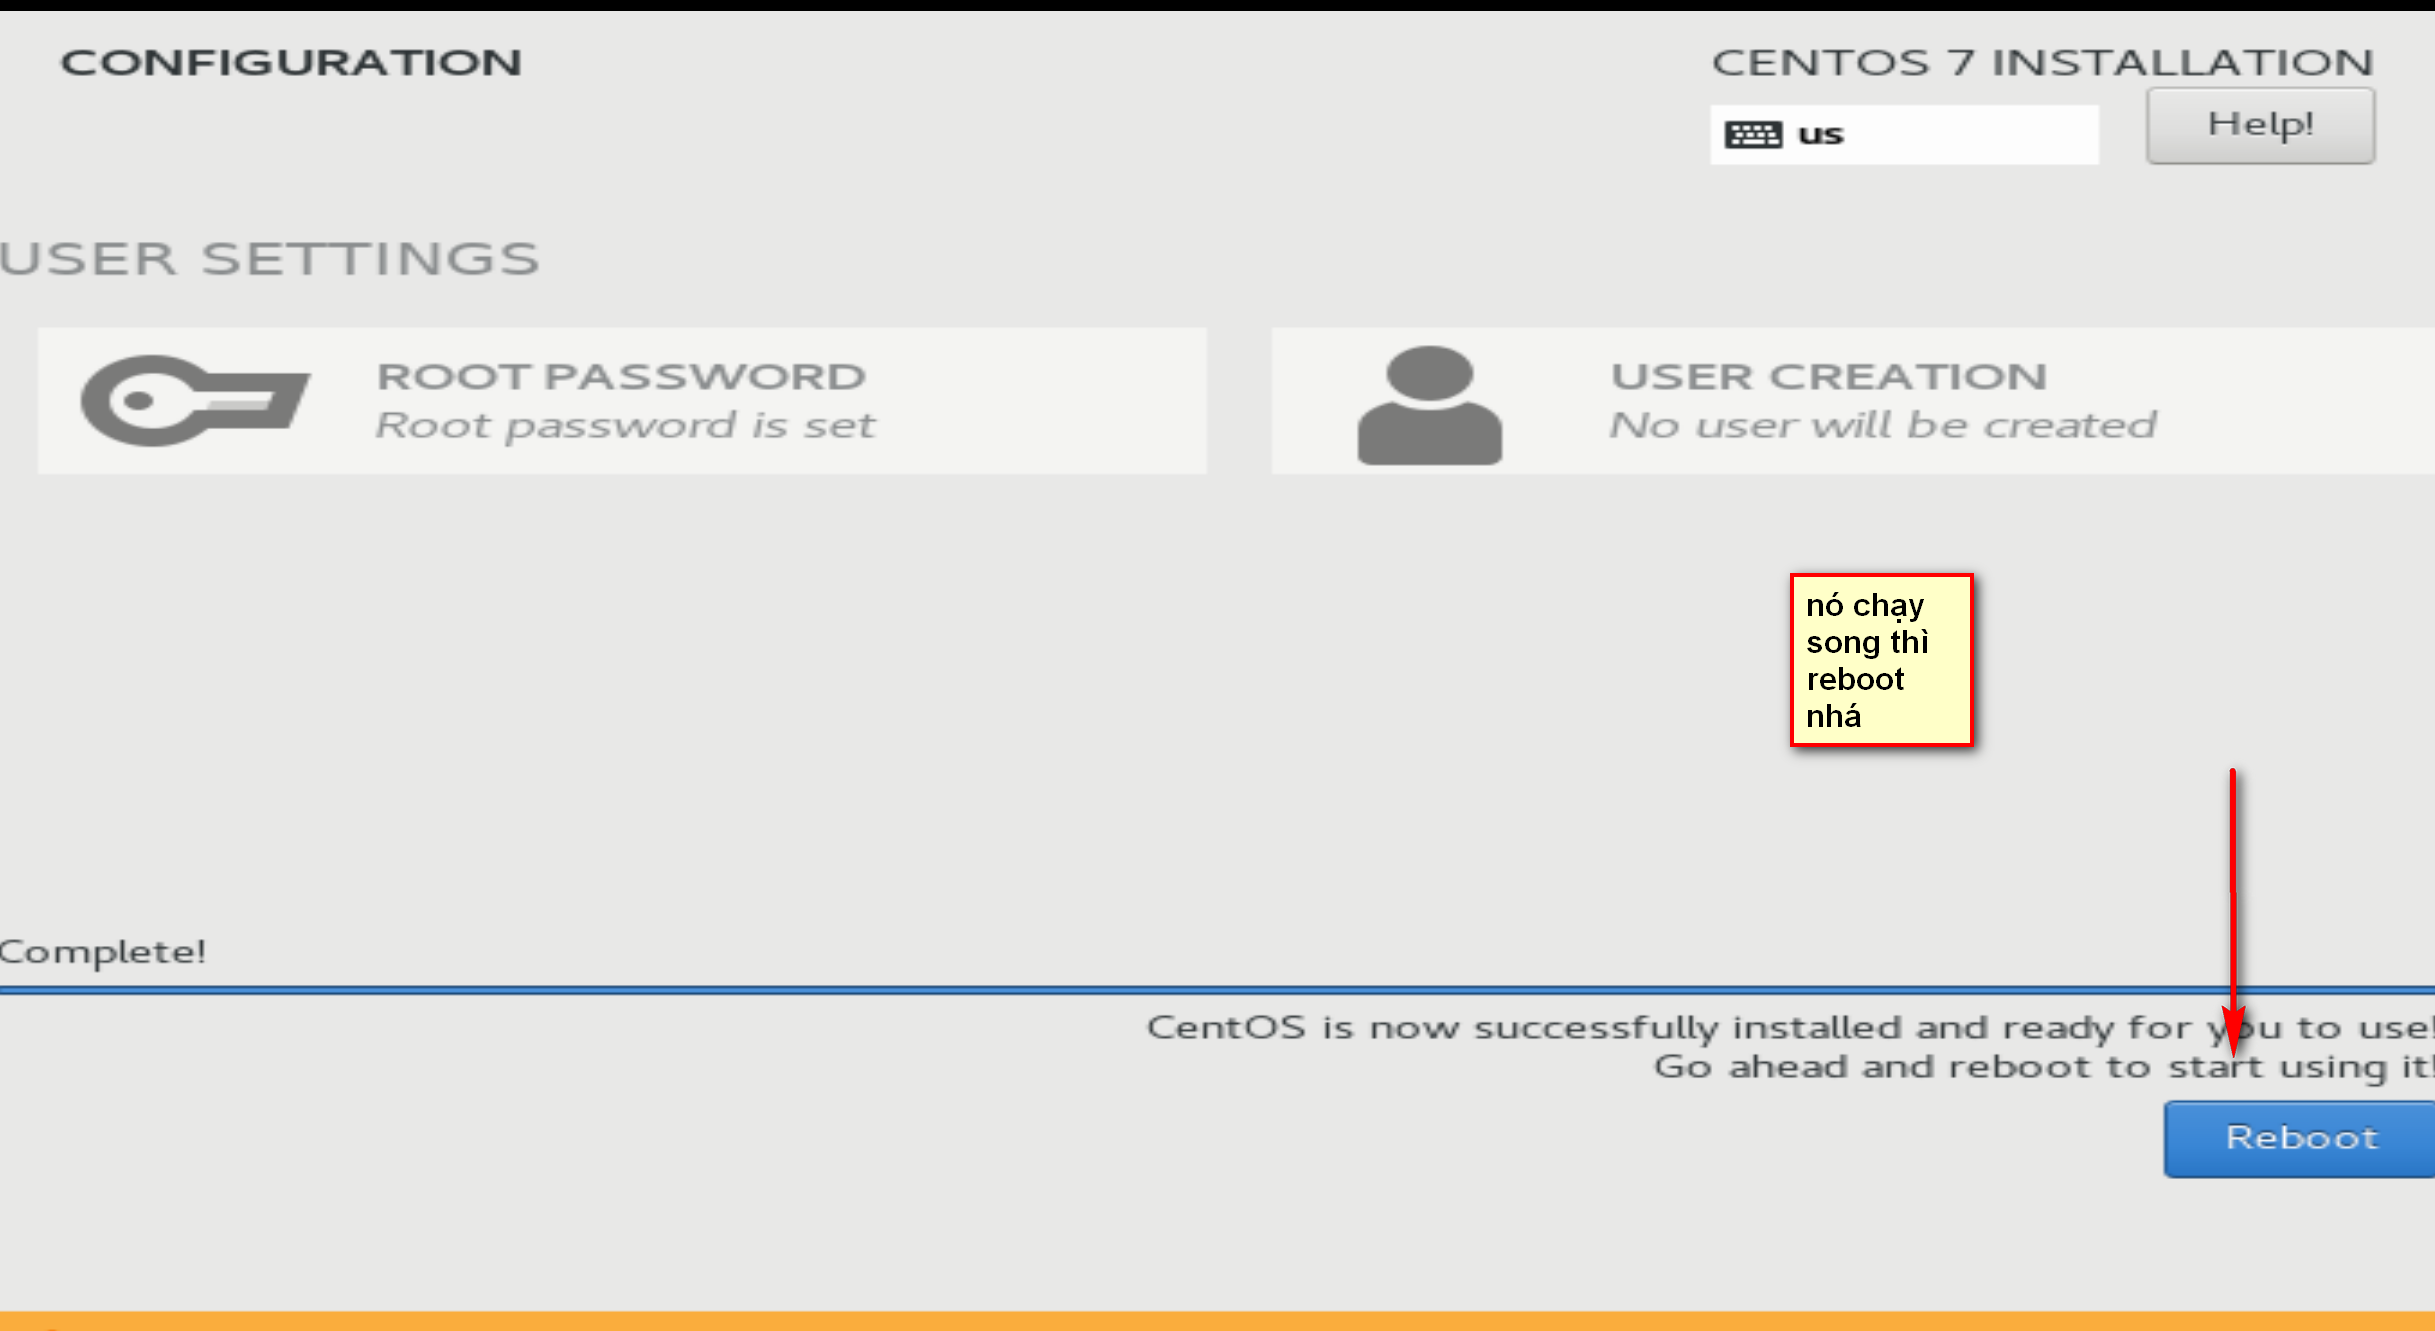 CONFIGURATION
CENTOS 7 INSTALLATION
us
Help!
USER SETTINGS
ROOT PASSWORD
Root password is set
USER CREATION
No user will be created
nó chạy
song thì
reboot
nhá
Complete!
CentOS is now successfully installed and ready for you to use!
Go ahead and reboot to start using it!
Reboot